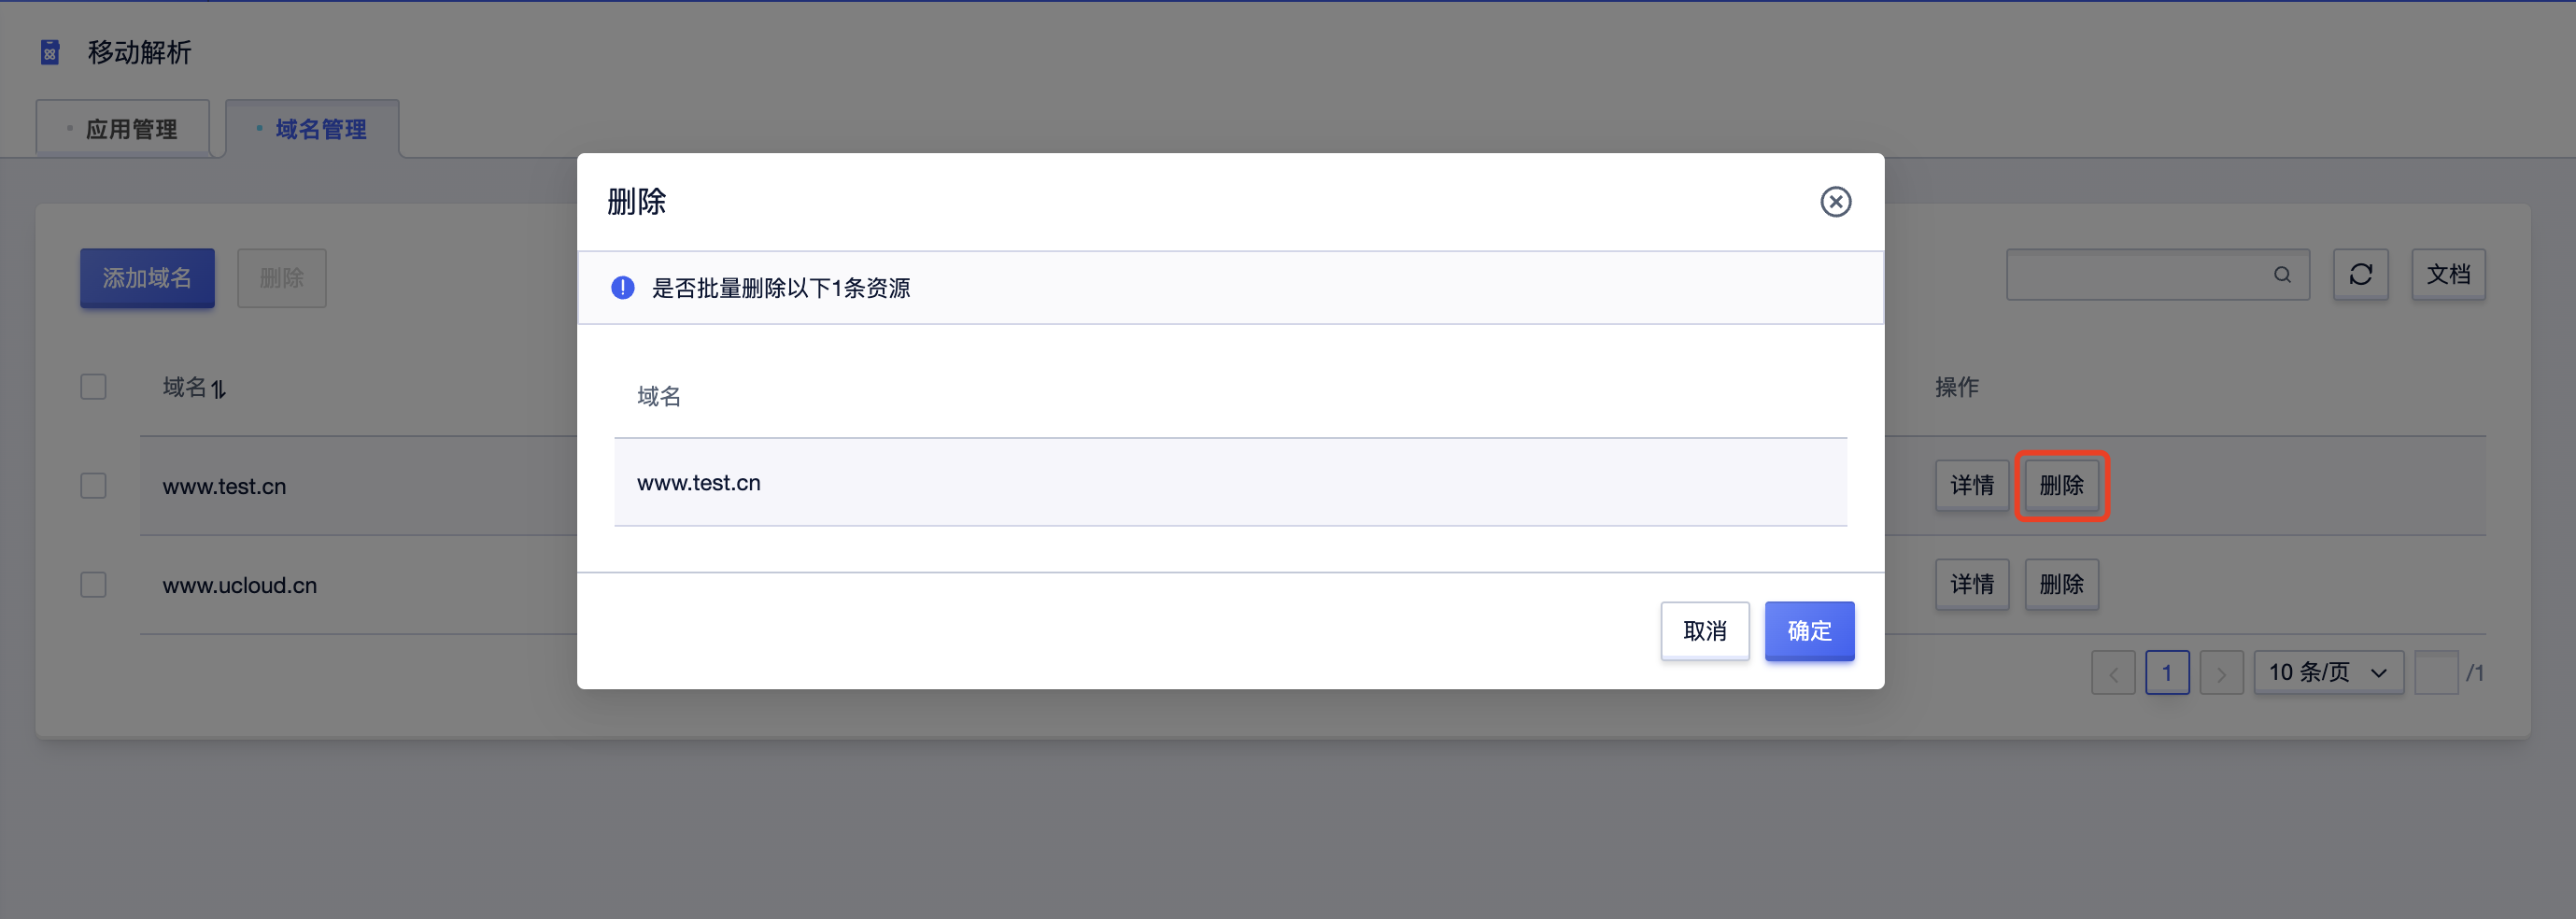 移动解析
应用管理
域名管理
删除
是否批量删除以下1条资源
添加域名
删除
文档
域名
域名
操作
www.test.cn
www.test.cn
详情
删除
www.ucloud.cn
详情
删除
取消
确定
1
10 条/页
/1